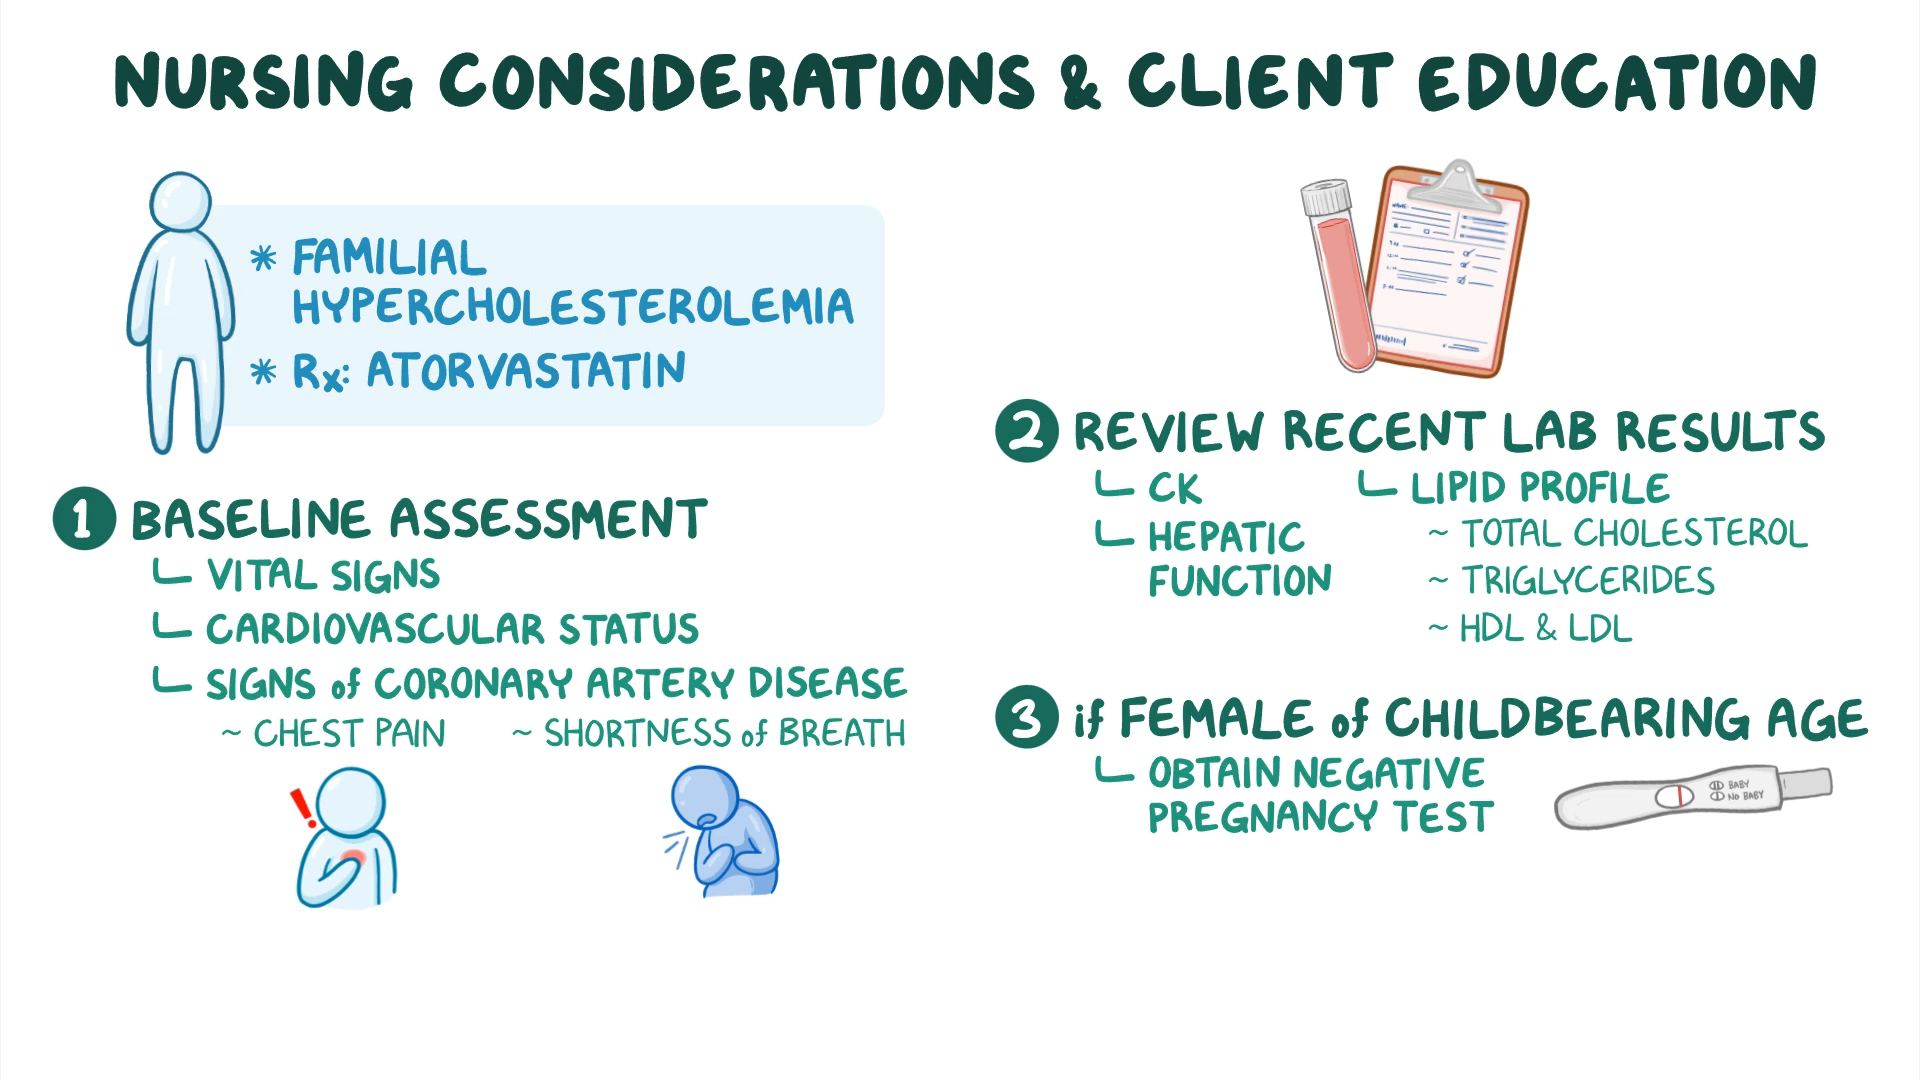 NURSING CONSIDERATIONS & CLIENT EDUCATION
* FAMILIAL
HYPERCHOLESTEROLEMIA
* Rx: ATORVASTATIN
1 BASELINE ASSESSMENT
VITAL SIGNS
CARDIOVASCULAR STATUS
SIGNS of CORONARY ARTERY DISEASE
~ CHEST PAIN ~ SHORTNESS of BREATH
2 REVIEW RECENT LAB RESULTS
CK
HEPATIC
FUNCTION
LIPID PROFILE
~ TOTAL CHOLESTEROL
~ TRIGLYCERIDES
~ HDL & LDL
3 if FEMALE of CHILDBEARING AGE
OBTAIN NEGATIVE
PREGNANCY TEST
BABY
NO BABY